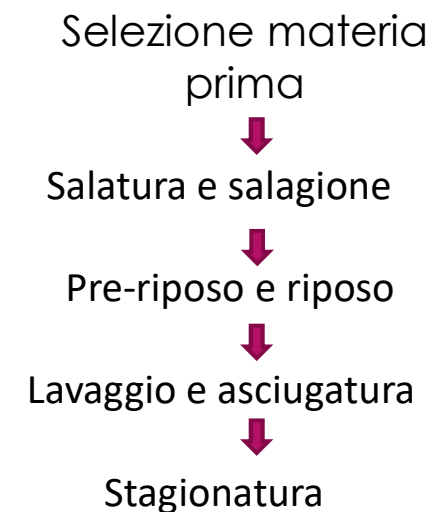 Selezione materia
prima
Salatura e salagione
Pre-riposo e riposo
Lavaggio e asciugatura
Stagionatura